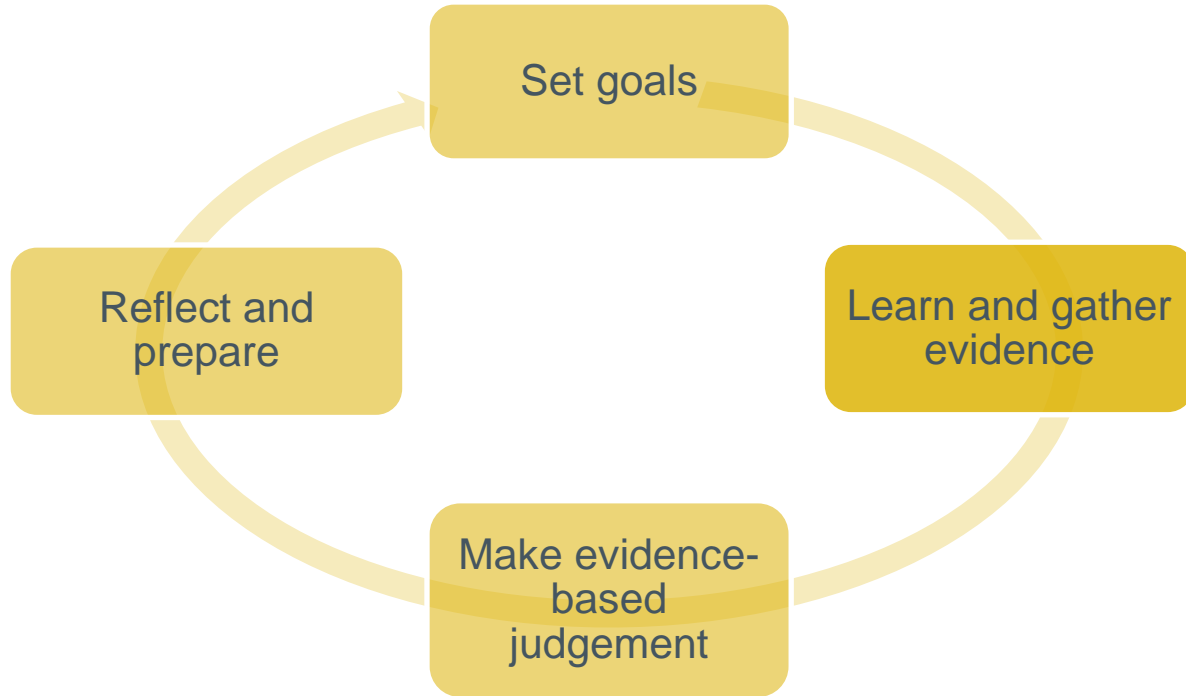 Set goals
Learn and gather
evidence
Make evidence-
based
judgement
Reflect and
prepare